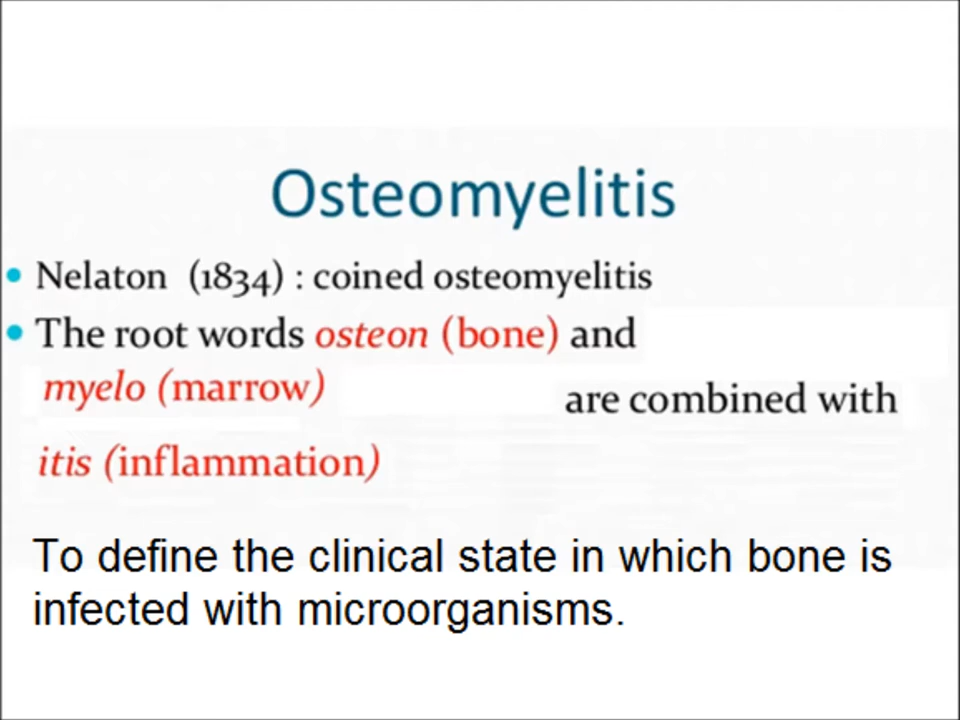 Osteomyelitis
• Nelaton (1834) : coined osteomyelitis
• The root words osteon (bone) and
myelo (marrow) are combined with
itis (inflammation)
To define the clinical state in which bone is
infected with microorganisms.